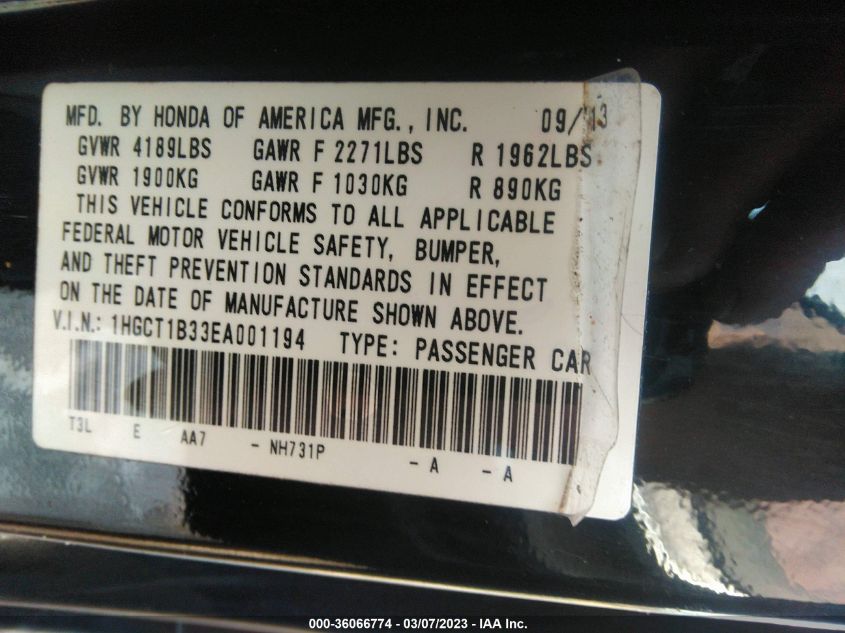 MFD. BY HONDA OF AMERICA MFG., INC. 09/13
GVWR 4189LBS GAWR F 2271LBS R 1962LBS
GVWR 1900KG GAWR F 1030KG R 890KG
THIS VEHICLE CONFORMS TO ALL APPLICABLE
FEDERAL MOTOR VEHICLE SAFETY, BUMPER,
AND THEFT PREVENTION STANDARDS IN EFFECT
ON THE DATE OF MANUFACTURE SHOWN ABOVE.
V.I.N.: 1HGCT1B33EA001194 TYPE: PASSENGER CAR
T3L E AA7 - NH731P - A - A
000-36066774 — 03/07/2023 - IAA Inc.